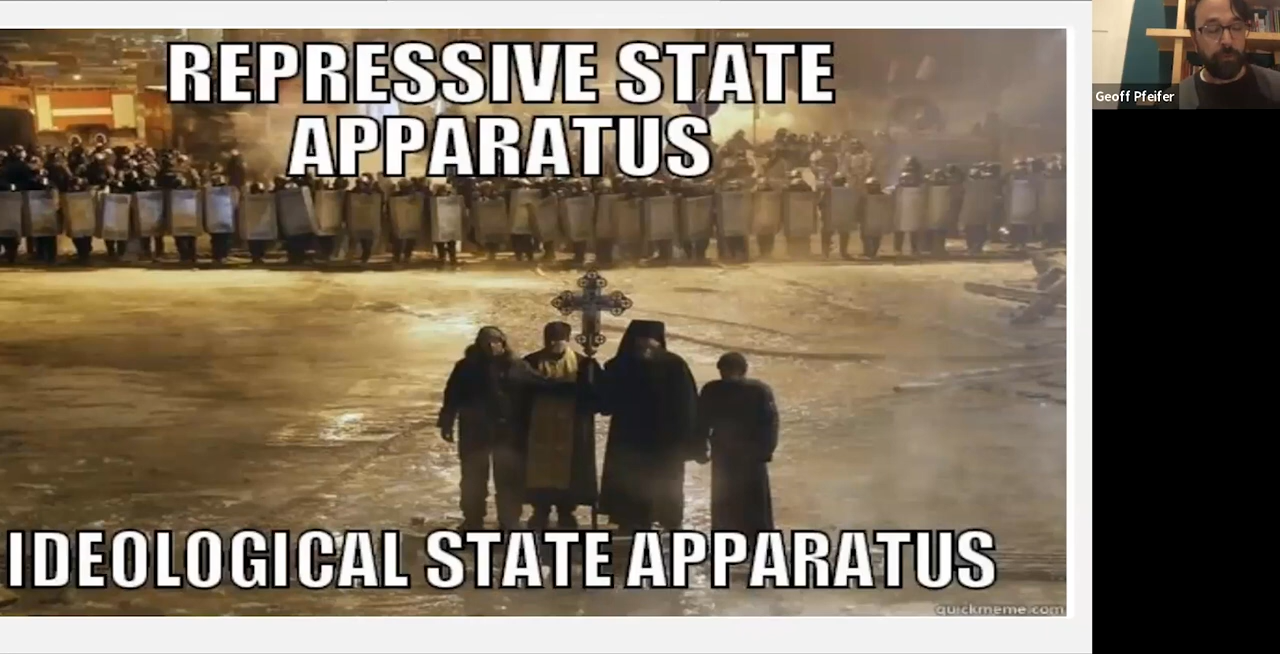 REPRESSIVE STATE
APPARATUS
Geoff Pfeifer
IDEOLOGICAL STATE APPARATUS
quickmeme.com